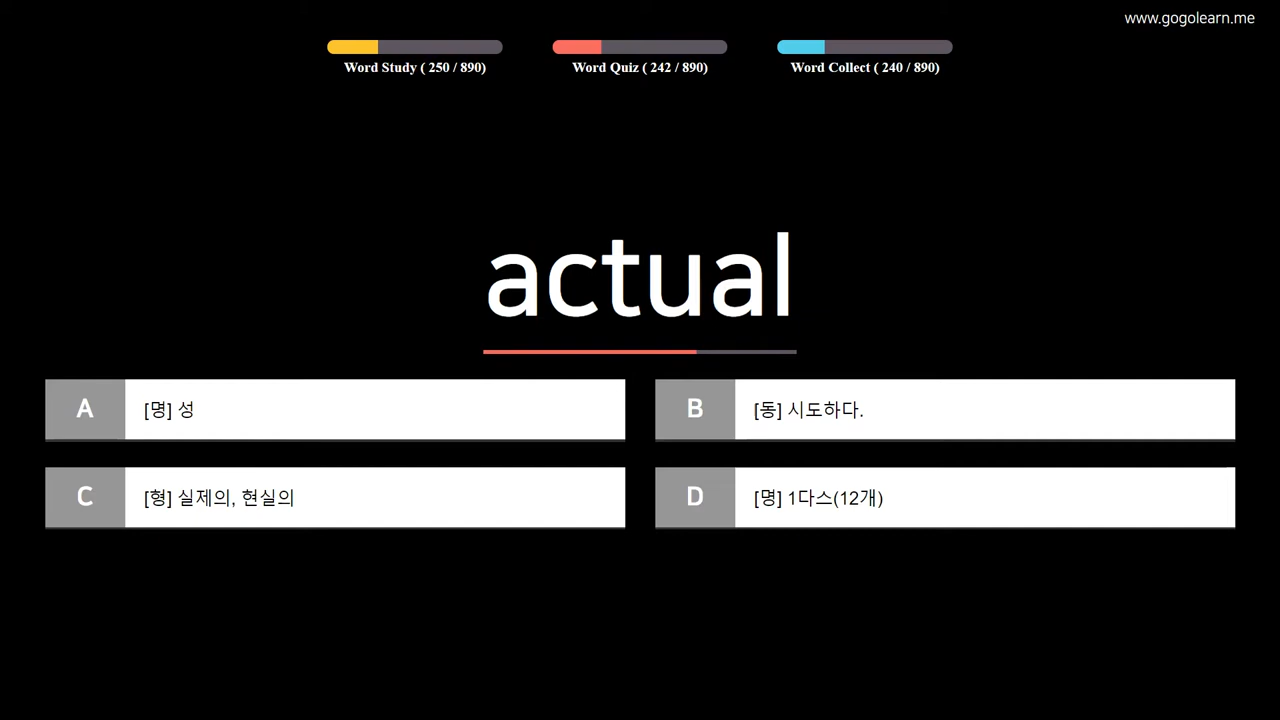 www.gogolearn.me
Word Study ( 250 / 890)
Word Quiz ( 242 / 890)
Word Collect ( 240 / 890)
actual
A [명] 성
B [동] 시도하다.
C [형] 실제의, 현실의
D [명] 1다스(12개)